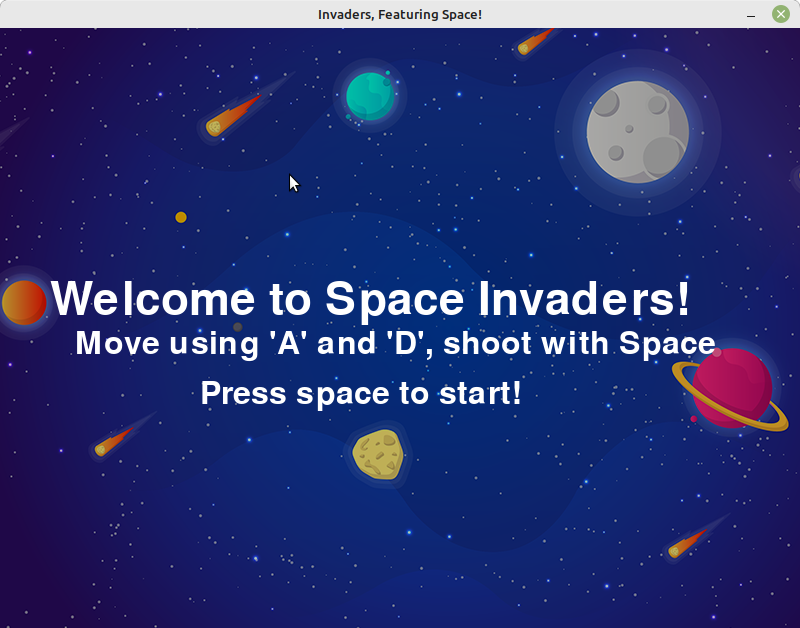 Invaders, Featuring Space!
Welcome to Space Invaders!
Move using 'A' and 'D', shoot with Space
Press space to start!